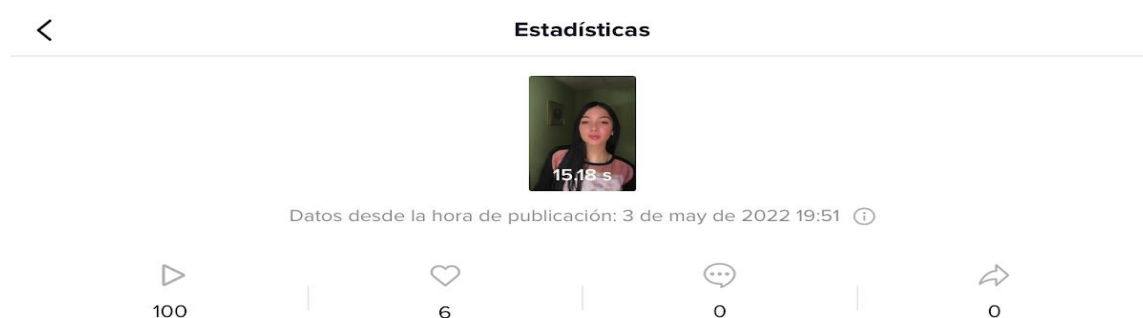 Estadísticas
15.18 s
Datos desde la hora de publicación: 3 de may de 2022 19:51
100 6 0 0